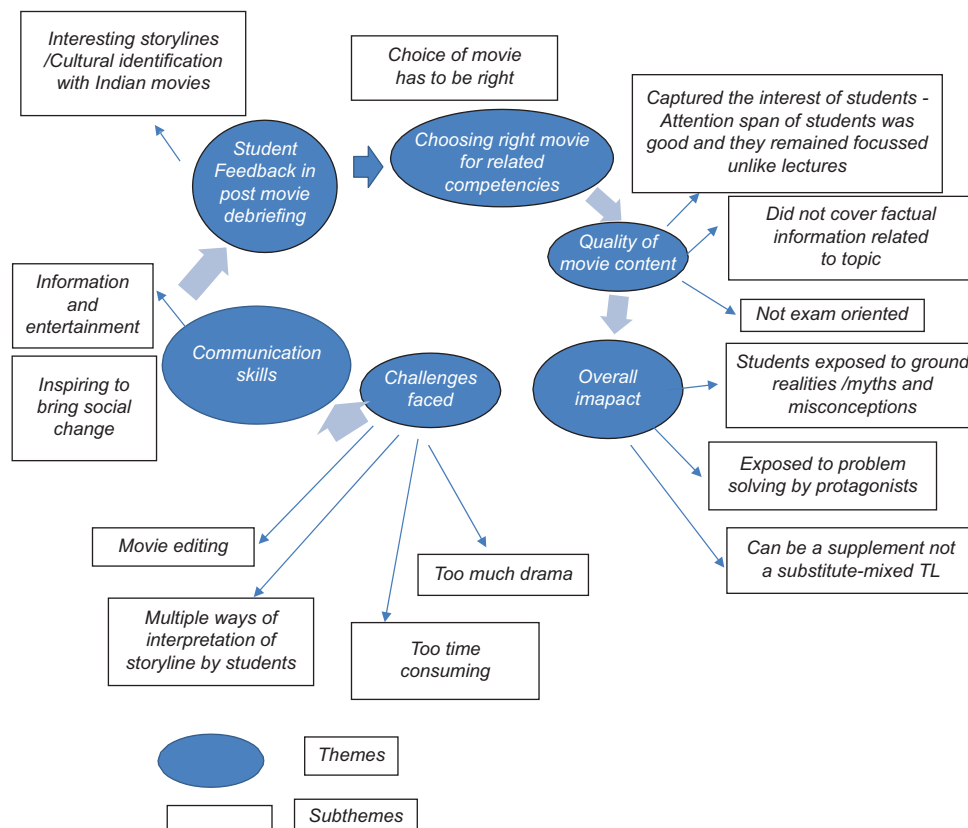 Interesting storylines
/Cultural identification
with Indian movies
Choice of movie
has to be right
Captured the interest of students -
Attention span of students was
good and they remained focussed
unlike lectures
Student
Feedback in
post movie
debriefing
Choosing right movie
for related
competencies
Did not cover factual
information related
to topic
Quality of
movie content
Information
and
entertainment
Not exam oriented
Communication
skills
Challenges
faced
Overall
imapact
Students exposed to ground
realities /myths and
misconceptions
Inspiring to
bring social
change
Exposed to problem
solving by protagonists
Movie editing
Too much drama
Can be a supplement not
a substitute-mixed TL
Multiple ways of
interpretation of
storyline by students
Too time
consuming
Themes
Subthemes